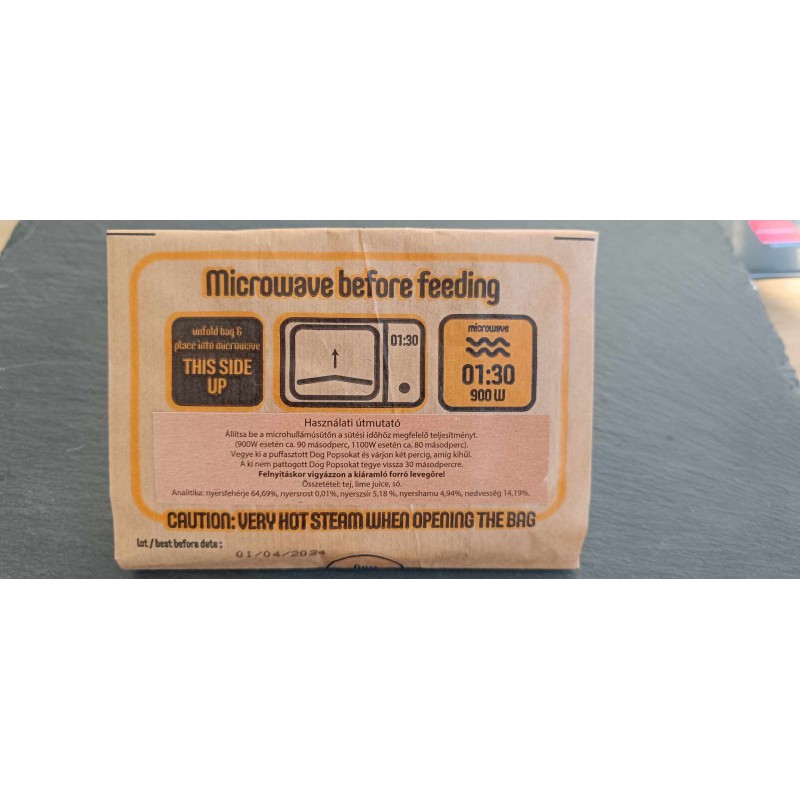 Microwave before feeding
unfold bag &
place into microwave
THIS SIDE
UP
01:30
microwave
01:30
900 W
Használati útmutató
Állítsa be a microhullámúsütőn a sütési időhöz megfelelő teljesítményt.
(900W esetén ca. 90 másodperc, 1100W esetén ca. 80 másodperc).
Vegye ki a puffasztott Dog Popsokat és várjon két percig, amíg kihűl.
A ki nem pattogott Dog Popsokat tegye vissza 30 másodpercre.
Felnyitáskor vigyázzon a kiáramló forró levegőre!
Összetétel: tej, lime juice, só.
Analitika: nyersfehérje 64,69%, nyersrost 0,01%, nyerszsír 5,18 %, nyershamu 4,94%, nedvesség 14,19%.
CAUTION: VERY HOT STEAM WHEN OPENING THE BAG
lot / best before date :
01/04/2024